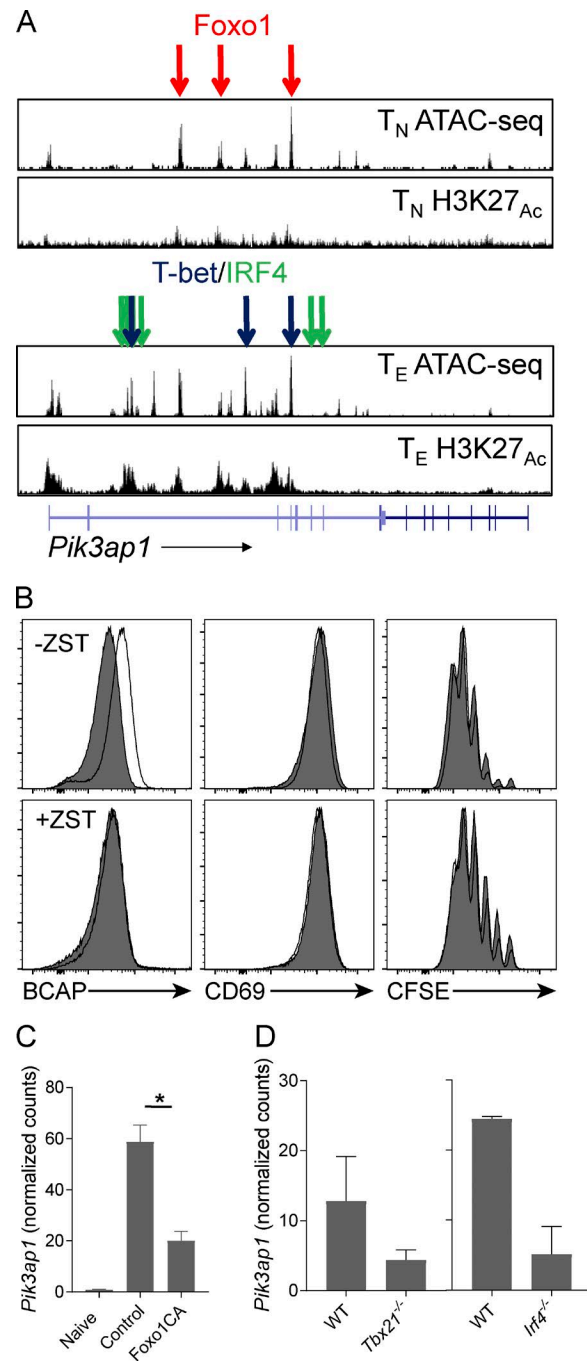 A
Foxo1
TN ATAC-seq
TN H3K27Ac
T-bet/IRF4
TE ATAC-seq
TE H3K27Ac
Pik3ap1
B
-ZST
+ZST
BCAP CD69 CFSE
C
Pik3ap1 (normalized counts)
80
60
40
20
0
*
Naive Control Foxo1CA
D
Pik3ap1 (normalized counts)
30
20
10
0
WT Tbx21-/- WT Irf4-/-